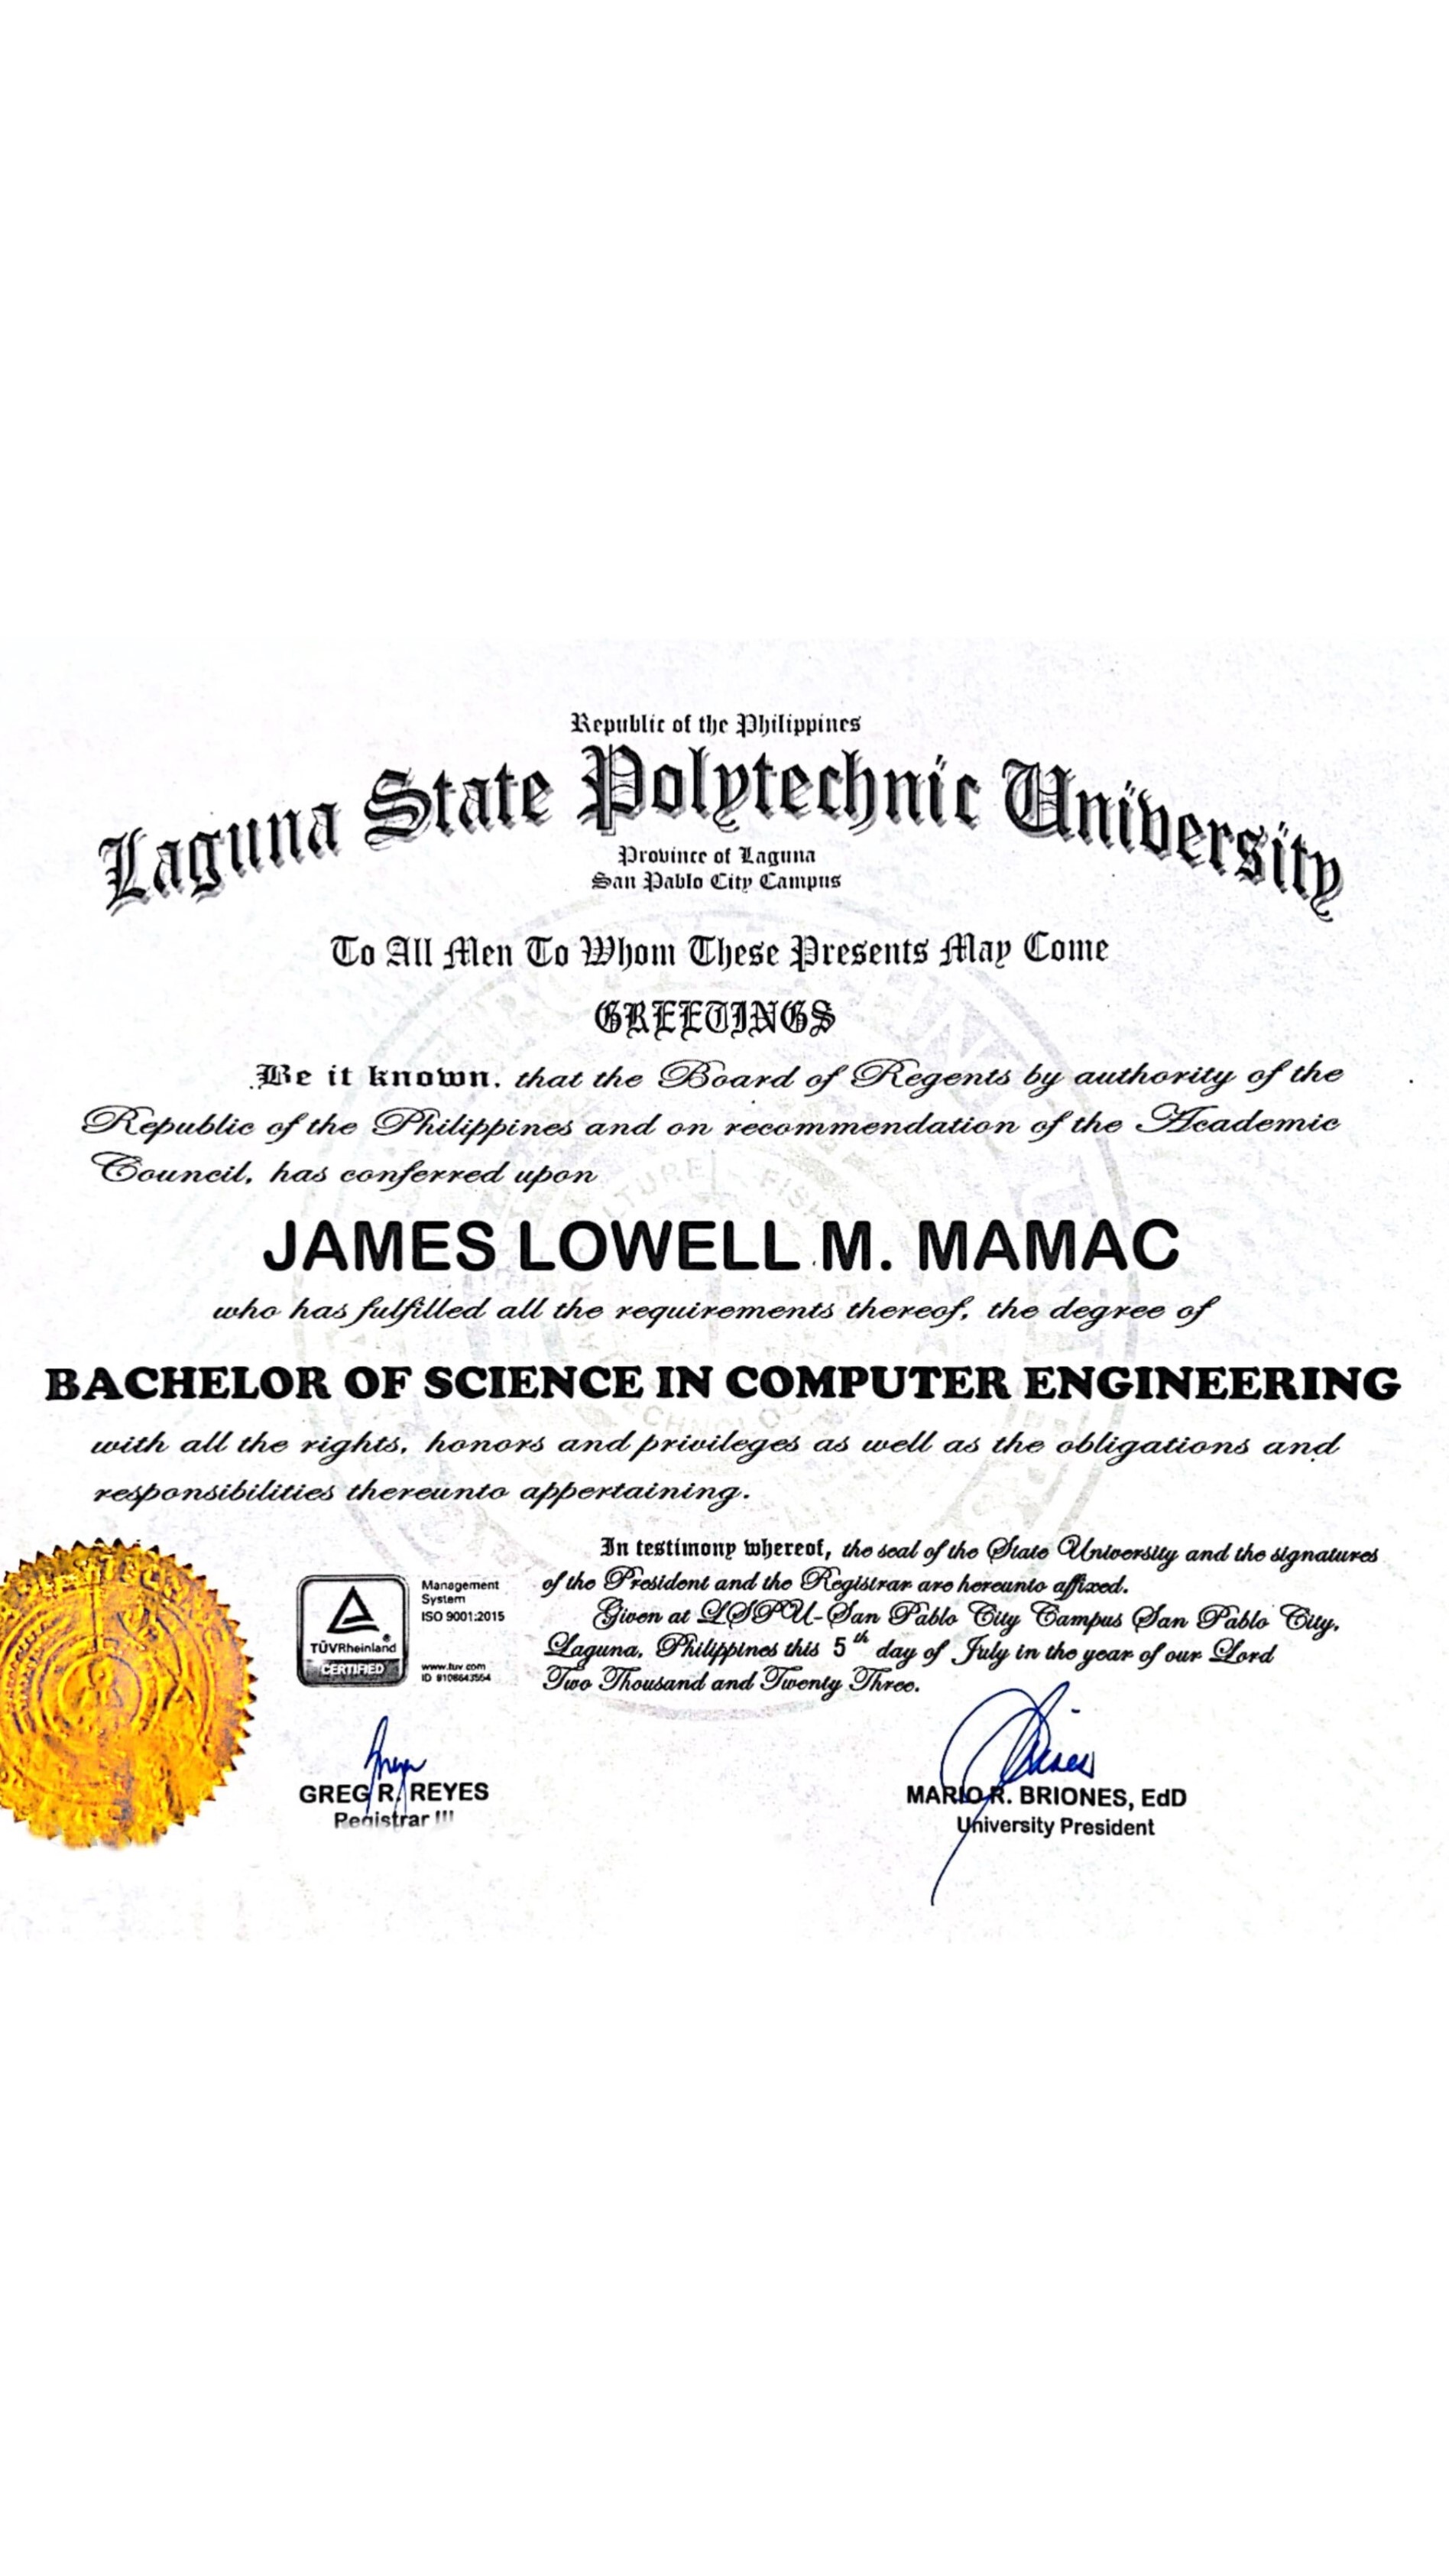 Republic of the Philippines
Laguna State Polytechnic University
Province of Laguna
San Pablo City Campus
To All Men To Whom These Presents May Come
GREETINGS
Be it known, that the Board of Regents by authority of the
Republic of the Philippines and on recommendation of the Academic
Council, has conferred upon
JAMES LOWELL M. MAMAC
who has fulfilled all the requirements thereof, the degree of
BACHELOR OF SCIENCE IN COMPUTER ENGINEERING
with all the rights, honors and privileges as well as the obligations and
responsibilities thereunto appertaining.
In testimony whereof, the seal of the State University and the signatures
of the President and the Registrar are hereunto affixed.
Given at LSPU-San Pablo City Campus San Pablo City,
Laguna, Philippines this 5th day of July in the year of our Lord
Two Thousand and Twenty Three.
TÜVRheinland®
CERTIFIED
Management
System
ISO 9001:2015
www.tuv.com
ID
GREG R. REYES
Registrar III
MARIO R. BRIONES, EdD
University President